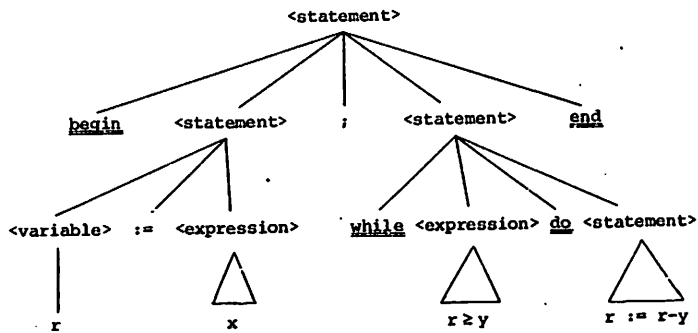 <statement>
begin <statement> ; <statement> end
<variable> := <expression> while <expression> do <statement>
r x r ≥ y r := r-y